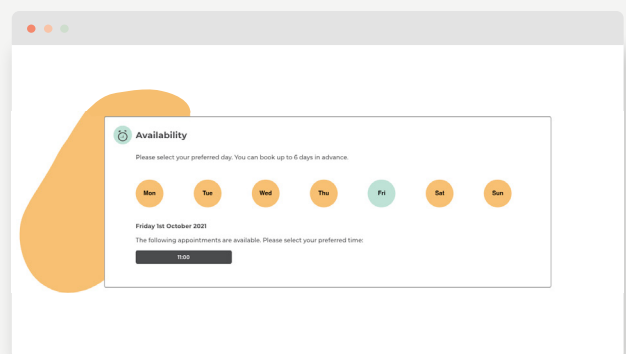 Availability
Please select your preferred day. You can book up to 6 days in advance.
Mon Tue Wed Thu Fri Sat Sun
Friday 1st October 2021
The following appointments are available. Please select your preferred time:
11:00